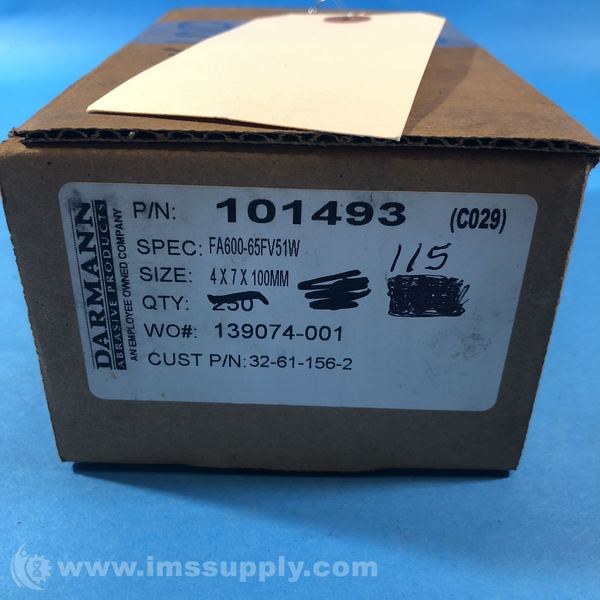 P/N: 101493 (C029)
SPEC: FA600-65FV51W
SIZE: 4 X 7 X 100MM
115
QTY: 250
WO#: 139074-001
CUST P/N: 32-61-156-2
DARMANN
ABRASIVE PRODUCTS
AN EMPLOYEE OWNED COMPANY
www.imssupply.com